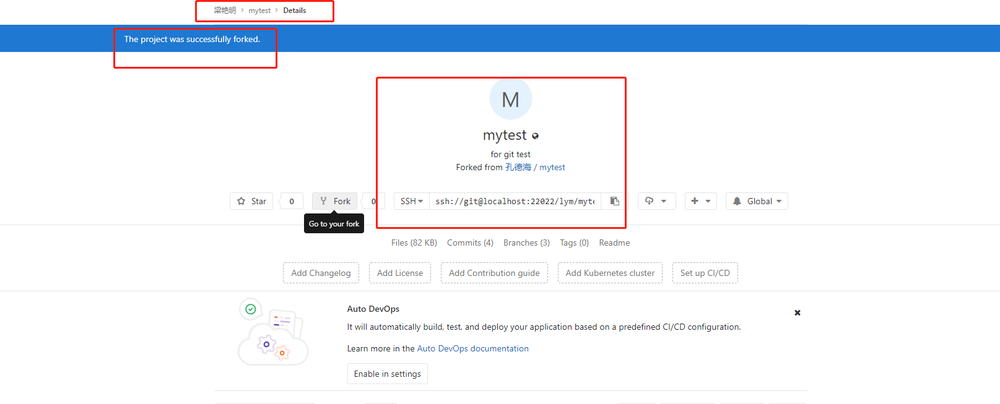 梁艳明 > mytest > Details
The project was successfully forked.
M
mytest
for git test
Forked from 孔德海 / mytest
Star 0 Fork 0 SSH ssh://git@localhost:22022/lym/myte Global
Go to your fork
Files (82 KB) Commits (4) Branches (3) Tags (0) Readme
Add Changelog Add License Add Contribution guide Add Kubernetes cluster Set up CI/CD
Auto DevOps
It will automatically build, test, and deploy your application based on a predefined CI/CD configuration.
Learn more in the Auto DevOps documentation
Enable in settings